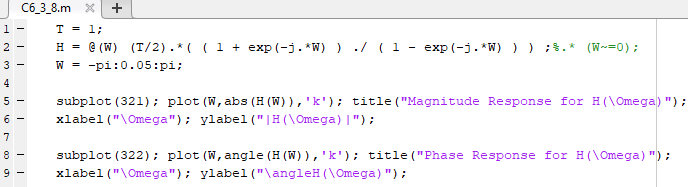 C6_3_8.m × +
1 - T = 1;
2 - H = @(W) (T/2).*( ( 1 + exp(-j.*W) ) ./ ( 1 - exp(-j.*W) ) ) ;%.* (W~=0);
3 - W = -pi:0.05:pi;
4
5 - subplot(321); plot(W,abs(H(W)),'k'); title("Magnitude Response for H(\Omega)");
6 - xlabel("\Omega"); ylabel("|H(\Omega)|");
7
8 - subplot(322); plot(W,angle(H(W)),'k'); title("Phase Response for H(\Omega)");
9 - xlabel("\Omega"); ylabel("\angleH(\Omega)");